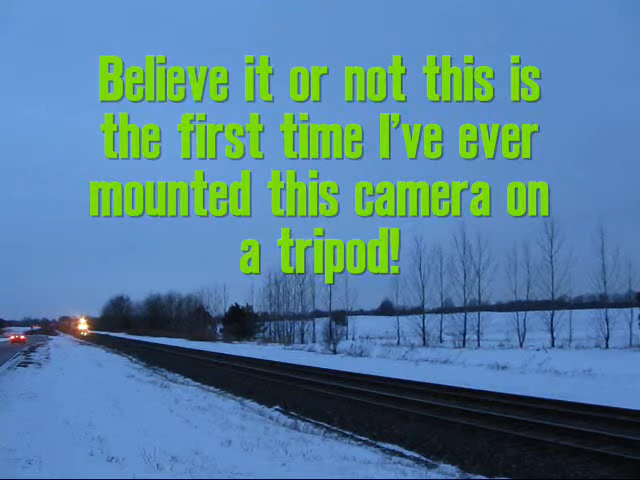 Believe it or not this is
the first time I've ever
mounted this camera on
a tripod!